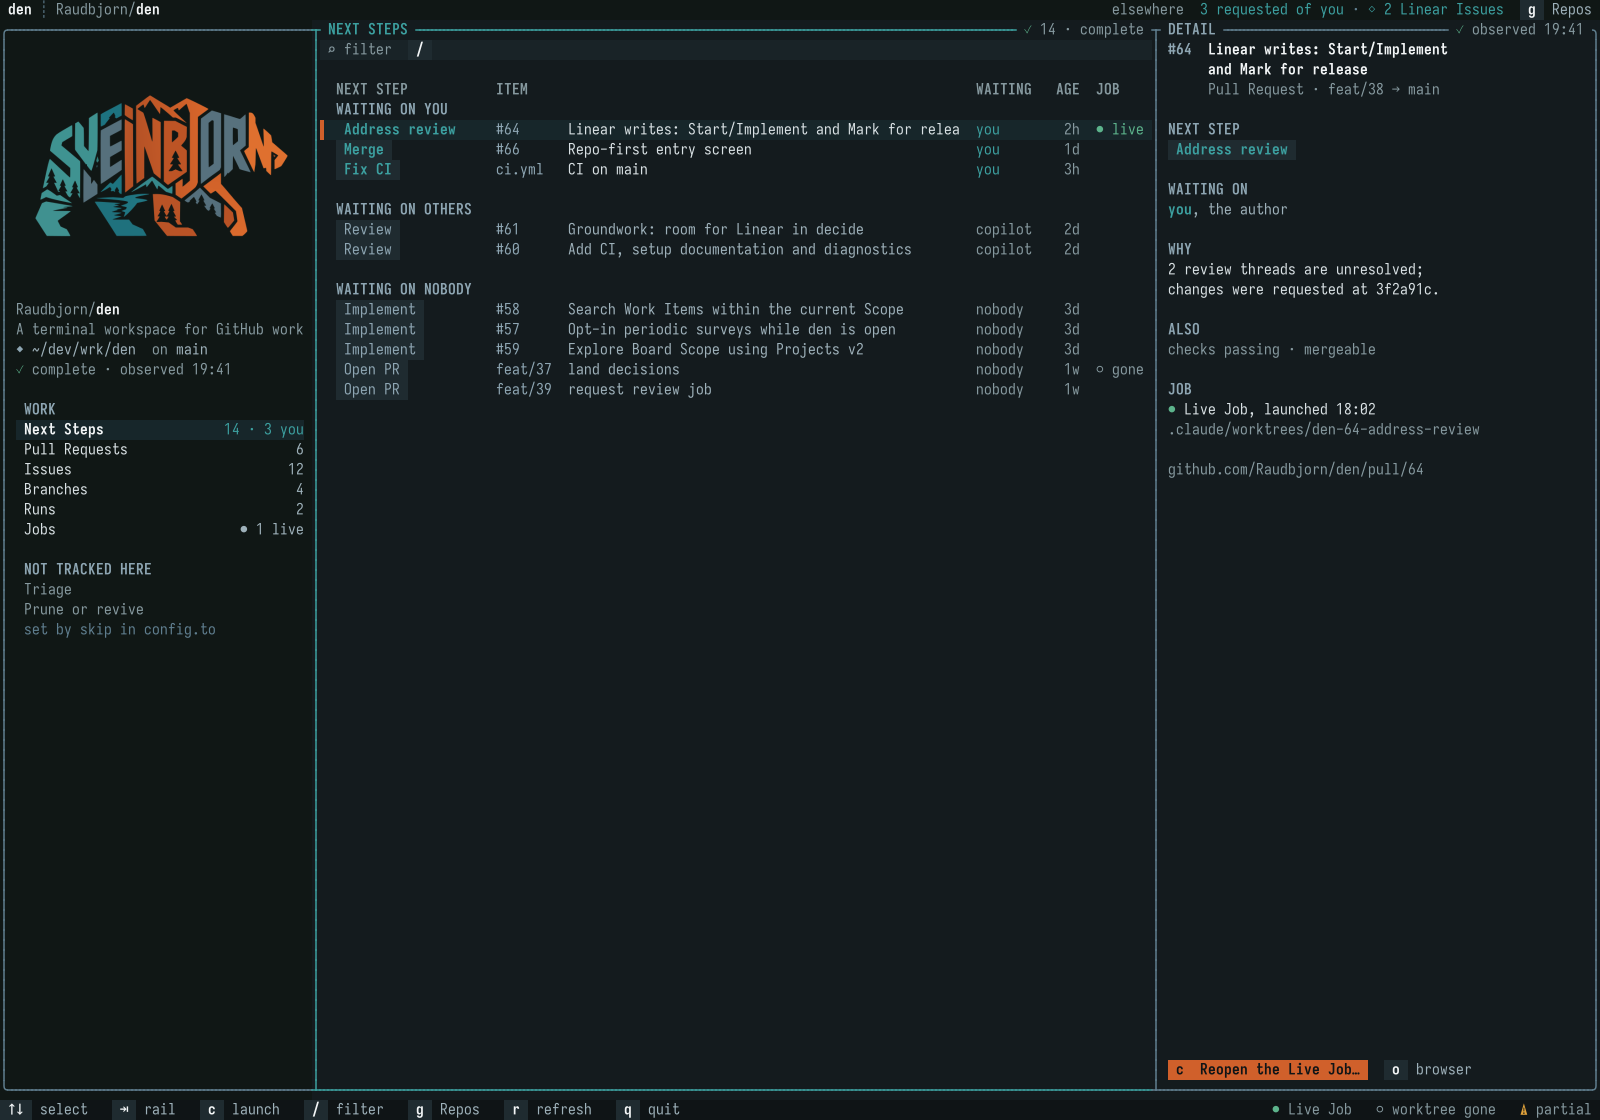 den ┊ Raudbjorn/den
elsewhere 3 requested of you · ◇ 2 Linear Issues g Repos
SVEINBJORN
Raudbjorn/den
A terminal workspace for GitHub work
◆ ~/dev/wrk/den on main
✓ complete · observed 19:41
WORK
Next Steps 14 · 3 you
Pull Requests 6
Issues 12
Branches 4
Runs 2
Jobs ● 1 live
NOT TRACKED HERE
Triage
Prune or revive
set by skip in config.to
NEXT STEPS ✓ 14 · complete
⌕ filter /
NEXT STEP ITEM WAITING AGE JOB
WAITING ON YOU
Address review #64 Linear writes: Start/Implement and Mark for relea you 2h ● live
Merge #66 Repo-first entry screen you 1d
Fix CI ci.yml CI on main you 3h
WAITING ON OTHERS
Review #61 Groundwork: room for Linear in decide copilot 2d
Review #60 Add CI, setup documentation and diagnostics copilot 2d
WAITING ON NOBODY
Implement #58 Search Work Items within the current Scope nobody 3d
Implement #57 Opt-in periodic surveys while den is open nobody 3d
Implement #59 Explore Board Scope using Projects v2 nobody 3d
Open PR feat/37 land decisions nobody 1w ○ gone
Open PR feat/39 request review job nobody 1w
DETAIL ✓ observed 19:41
#64 Linear writes: Start/Implement
and Mark for release
Pull Request · feat/38 → main
NEXT STEP
Address review
WAITING ON
you, the author
WHY
2 review threads are unresolved;
changes were requested at 3f2a91c.
ALSO
checks passing · mergeable
JOB
● Live Job, launched 18:02
.claude/worktrees/den-64-address-review
github.com/Raudbjorn/den/pull/64
c Reopen the Live Job… o browser
↑↓ select ⇥ rail c launch / filter g Repos r refresh q quit
● Live Job ○ worktree gone ▲ partial